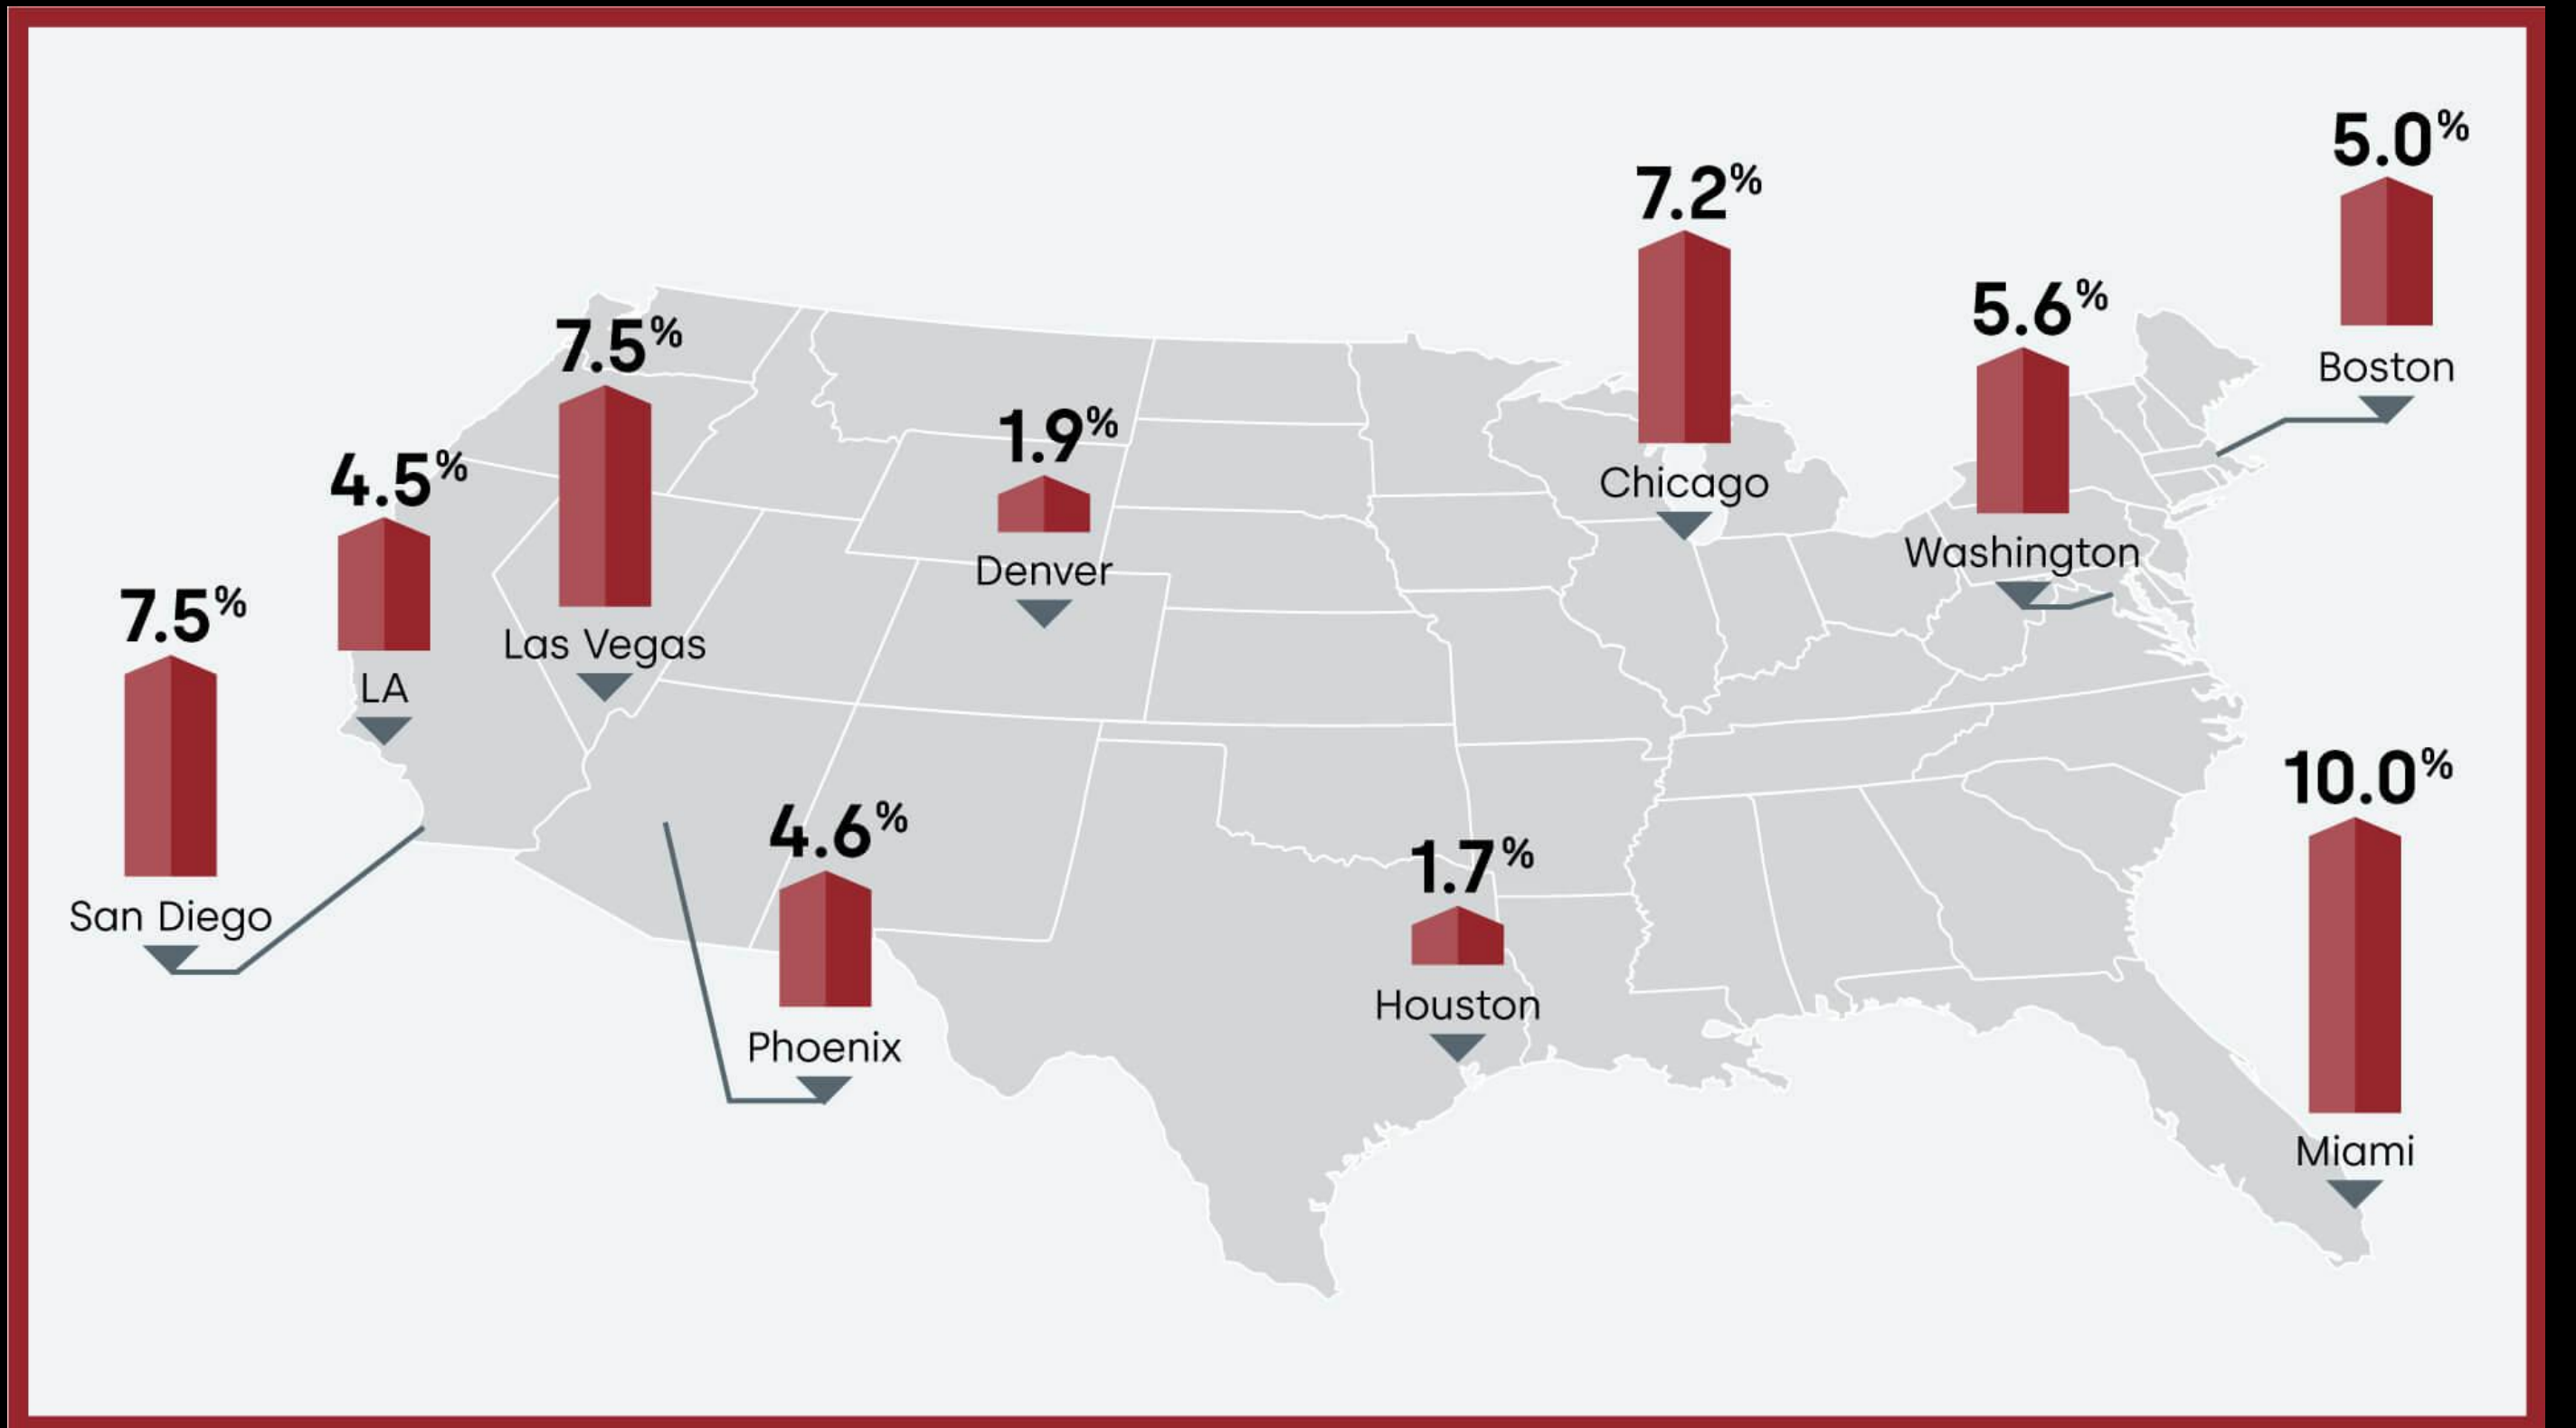 5.0%
Boston
7.2%
Chicago
5.6%
Washington
7.5%
Las Vegas
1.9%
Denver
4.5%
LA
7.5%
San Diego
10.0%
Miami
4.6%
Phoenix
1.7%
Houston